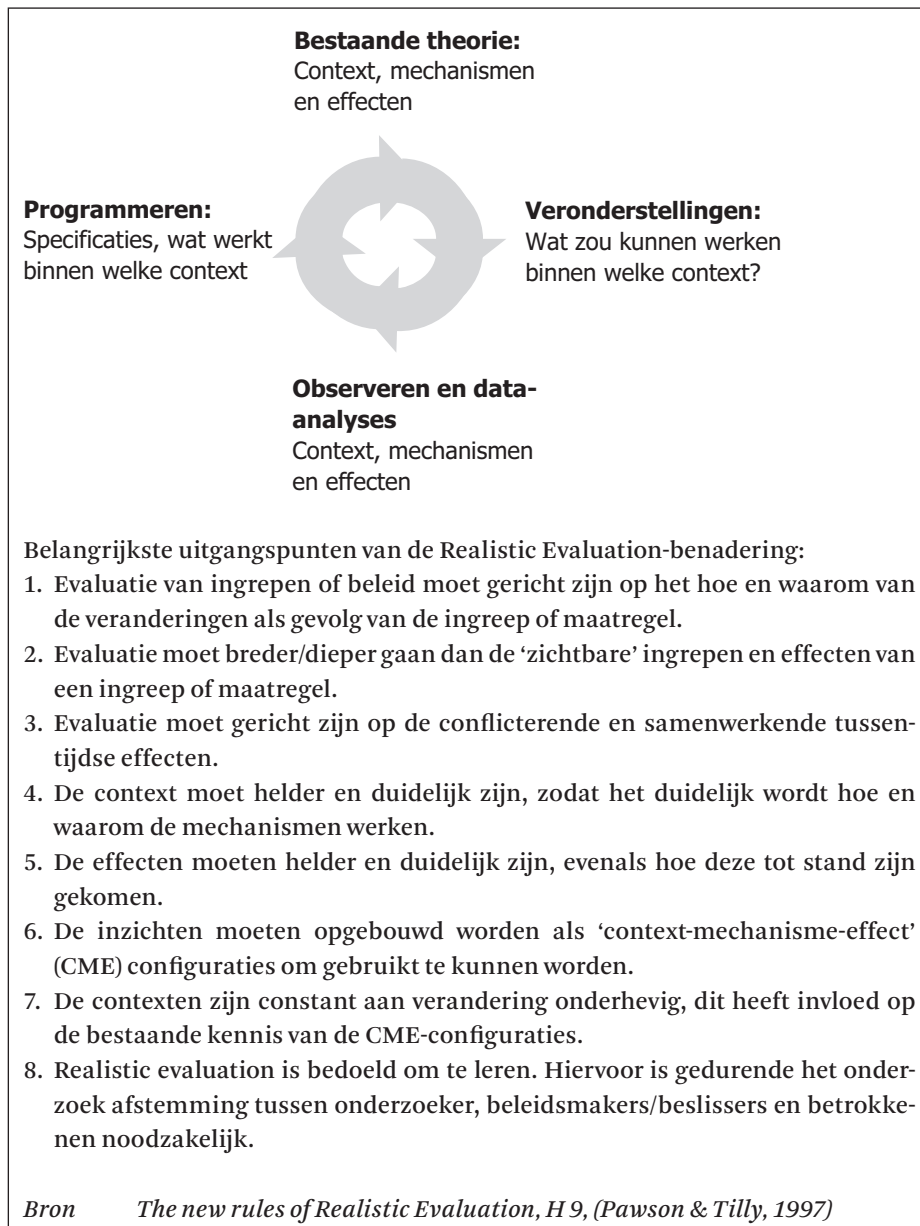 Bestaande theorie:
Context, mechanismen
en effecten
Programmeren:
Specificaties, wat werkt
binnen welke context
Veronderstellingen:
Wat zou kunnen werken
binnen welke context?
Observeren en data-
analyses
Context, mechanismen
en effecten
Belangrijkste uitgangspunten van de Realistic Evaluation-benadering:
1. Evaluatie van ingrepen of beleid moet gericht zijn op het hoe en waarom van
de veranderingen als gevolg van de ingreep of maatregel.
2. Evaluatie moet breder/dieper gaan dan de ‘zichtbare’ ingrepen en effecten van
een ingreep of maatregel.
3. Evaluatie moet gericht zijn op de conflicterende en samenwerkende tussen-
tijdse effecten.
4. De context moet helder en duidelijk zijn, zodat het duidelijk wordt hoe en
waarom de mechanismen werken.
5. De effecten moeten helder en duidelijk zijn, evenals hoe deze tot stand zijn
gekomen.
6. De inzichten moeten opgebouwd worden als ‘context-mechanisme-effect’
(CME) configuraties om gebruikt te kunnen worden.
7. De contexten zijn constant aan verandering onderhevig, dit heeft invloed op
de bestaande kennis van de CME-configuraties.
8. Realistic evaluation is bedoeld om te leren. Hiervoor is gedurende het onder-
zoek afstemming tussen onderzoeker, beleidsmakers/beslissers en betrokke-
nen noodzakelijk.
Bron The new rules of Realistic Evaluation, H 9, (Pawson & Tilly, 1997)